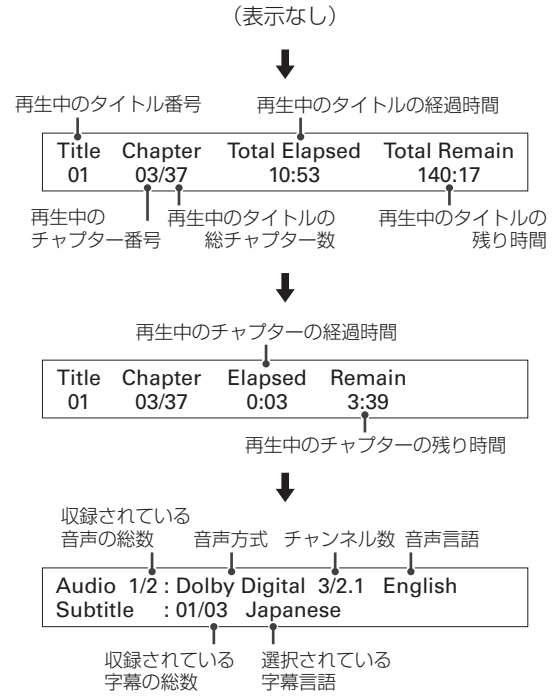 （表示なし）
再生中のタイトル番号 再生中のタイトルの経過時間
Title Chapter Total Elapsed Total Remain
01 03/37 10:53 140:17
再生中の
チャプター番号
再生中のタイトルの
総チャプター数
再生中のタイトルの
残り時間
再生中のチャプターの経過時間
Title Chapter Elapsed Remain
01 03/37 0:03 3:39
再生中のチャプターの残り時間
収録されている
音声の総数 音声方式 チャンネル数 音声言語
Audio 1/2 : Dolby Digital 3/2.1 English
Subtitle : 01/03 Japanese
収録されている
字幕の総数
選択されている
字幕言語